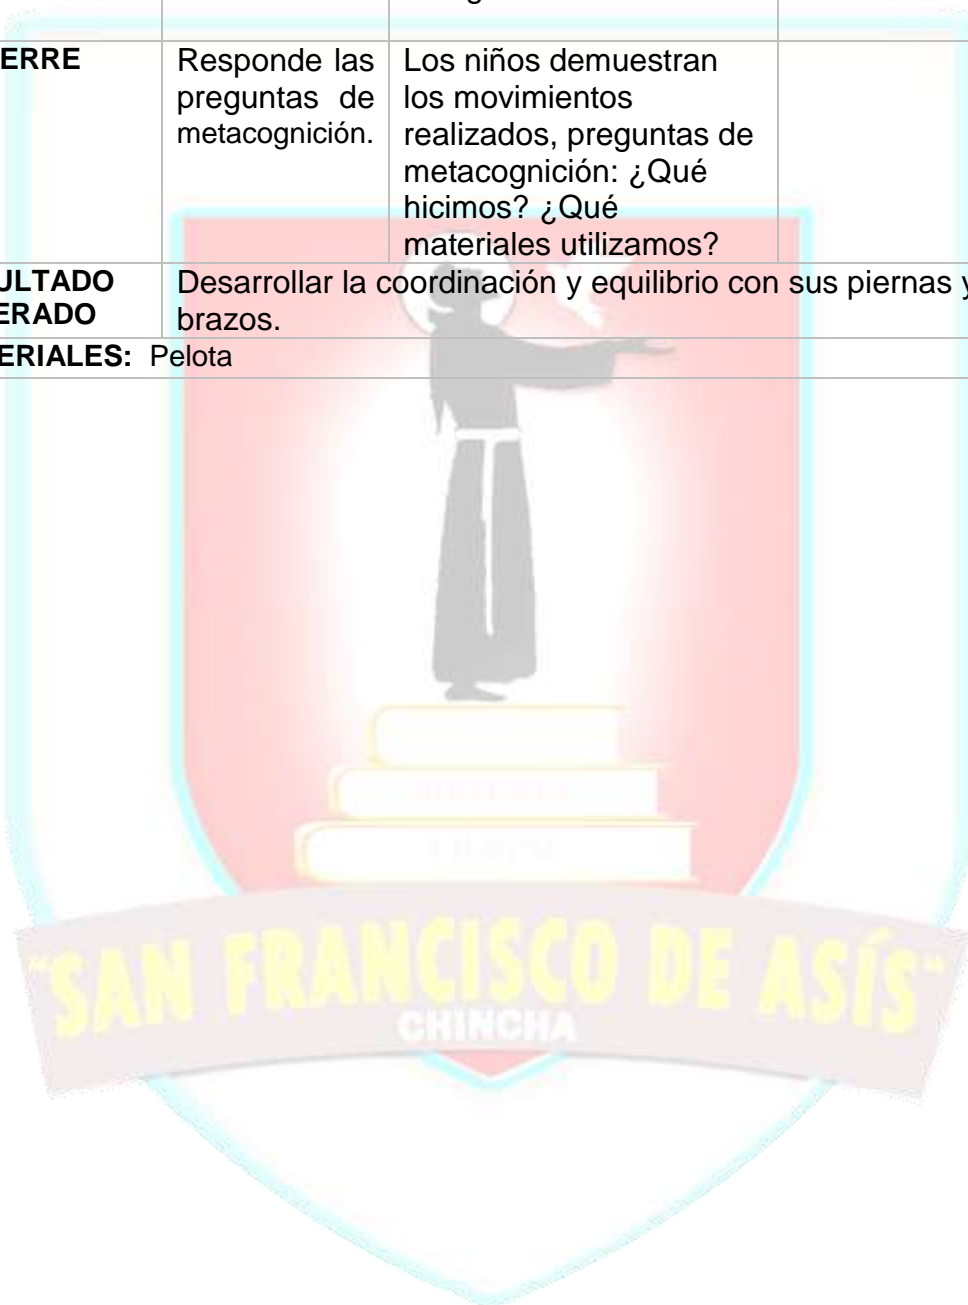 ERRE
Responde las
preguntas de
metacognición.
Los niños demuestran
los movimientos
realizados, preguntas de
metacognición: ¿Qué
hicimos? ¿Qué
materiales utilizamos?
ULTADO
ERADO
Desarrollar la coordinación y equilibrio con sus piernas y
brazos.
ERIALES: Pelota
"SAN FRANCISCO DE ASÍS"
CHINCHA